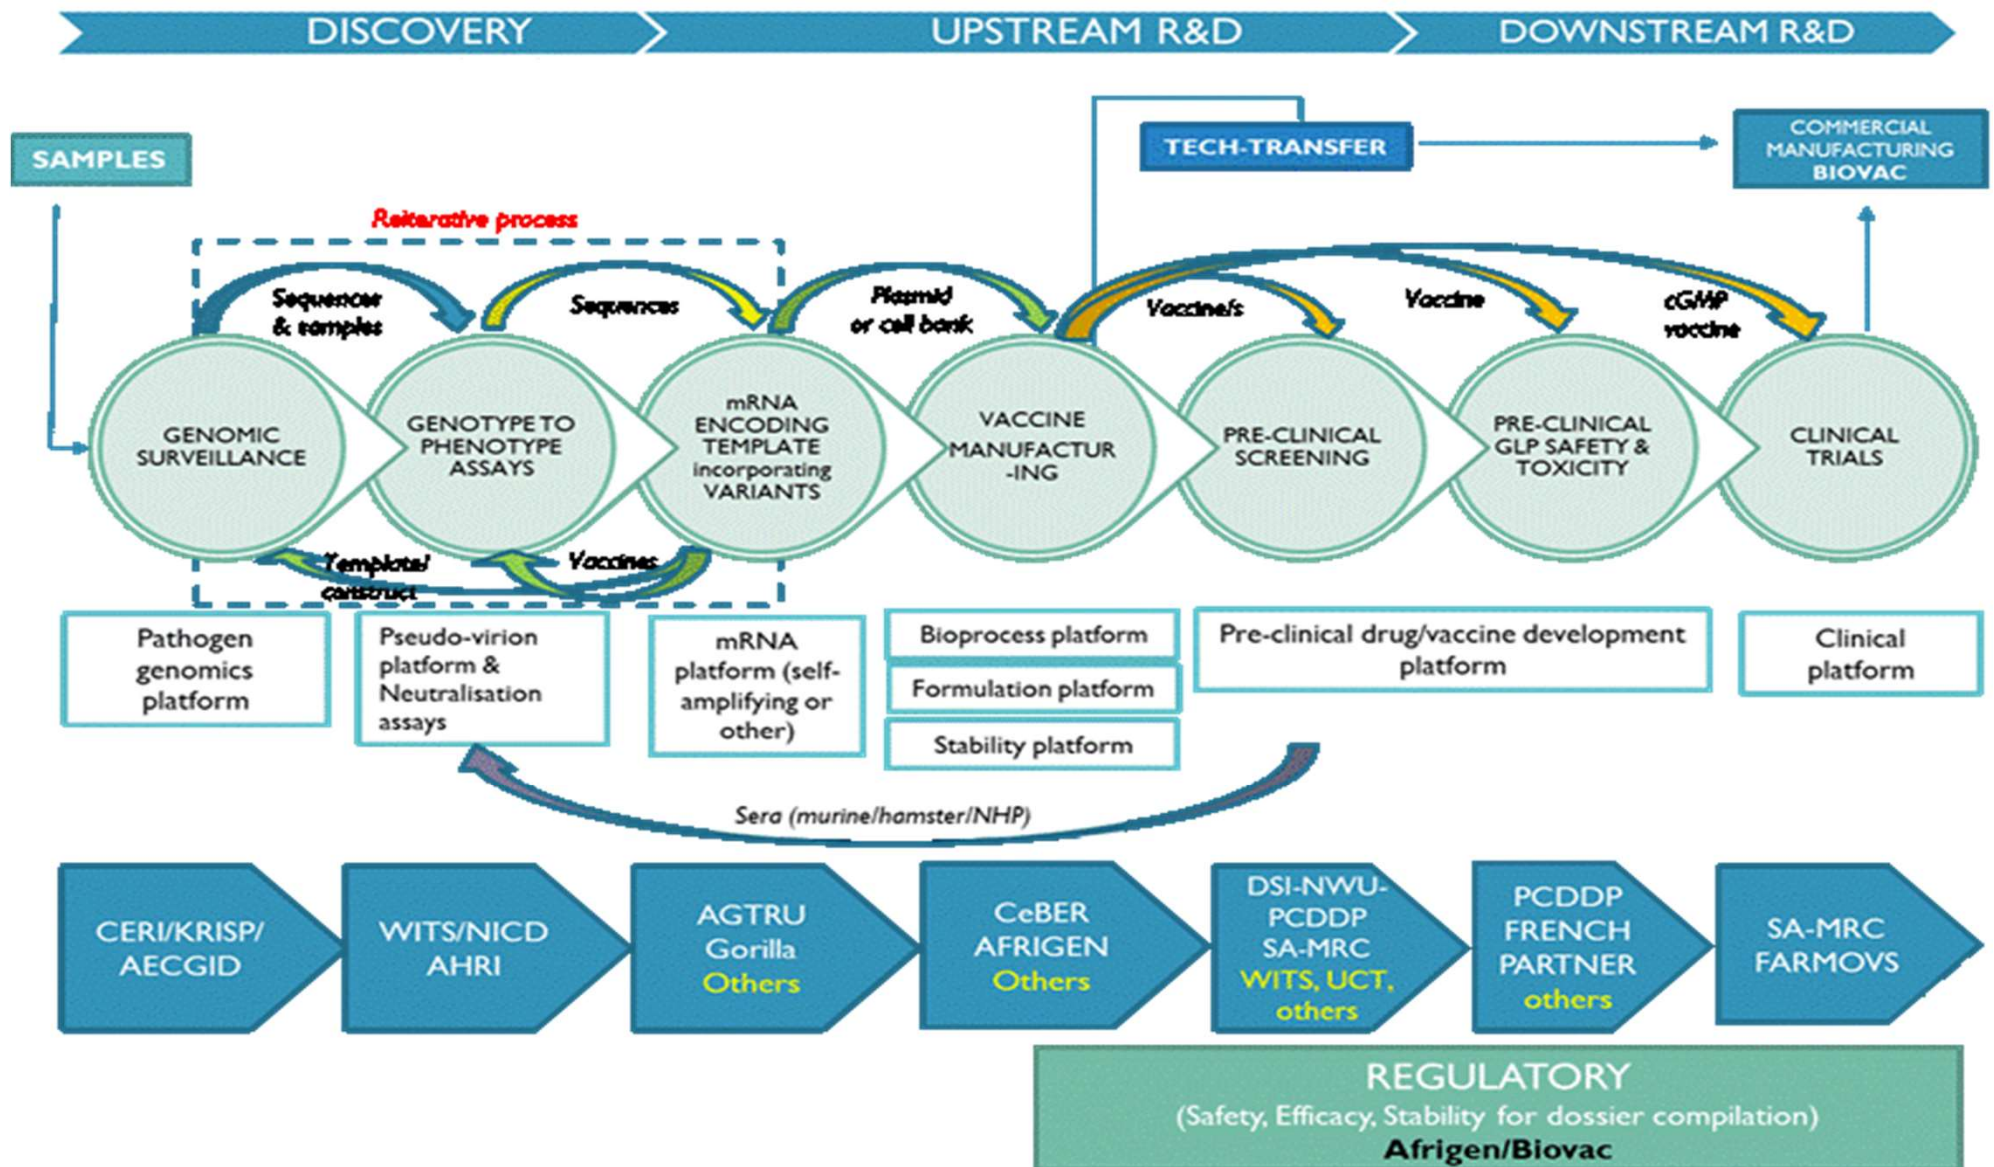 DISCOVERY
UPSTREAM R&D
DOWNSTREAM R&D
SAMPLES
TECH-TRANSFER
COMMERCIAL
MANUFACTURING
BIOVAC
Reiterative process
Sequences
& samples
Sequences
Plasmid
or cell bank
Vaccine/s
Vaccine
cGMP
vaccine
GENOMIC
SURVEILLANCE
GENOTYPE TO
PHENOTYPE
ASSAYS
mRNA
ENCODING
TEMPLATE
incorporating
VARIANTS
VACCINE
MANUFACTUR
-ING
PRE-CLINICAL
SCREENING
PRE-CLINICAL
GLP SAFETY &
TOXICITY
CLINICAL
TRIALS
Template/
construct
Vaccines
Pathogen
genomics
platform
Pseudo-virion
platform &
Neutralisation
assays
mRNA
platform (self-
amplifying or
other)
Bioprocess platform
Formulation platform
Stability platform
Pre-clinical drug/vaccine development
platform
Clinical
platform
Sera (murine/hamster/NHP)
CERI/KRISP/
AECGID
WITS/NICD
AHRI
AGTRU
Gorilla
Others
CeBER
AFRIGEN
Others
DSI-NWU-
PCDDP
SA-MRC
WITS, UCT,
others
PCDDP
FRENCH
PARTNER
others
SA-MRC
FARMOVS
REGULATORY
(Safety, Efficacy, Stability for dossier compilation)
Afrigen/Biovac